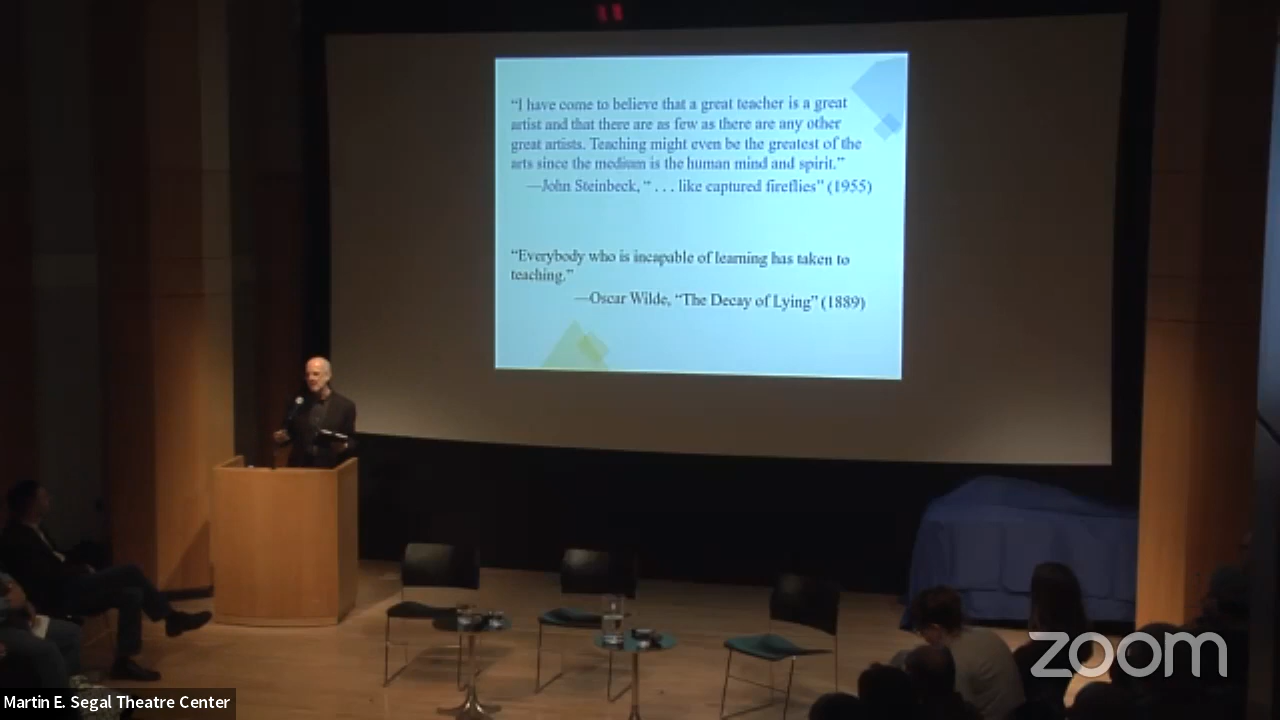 “I have come to believe that a great teacher is a great
artist and that there are as few as there are any other
great artists. Teaching might even be the greatest of the
arts since the medium is the human mind and spirit.”
—John Steinbeck, “ . . . like captured fireflies” (1955)
“Everybody who is incapable of learning has taken to
teaching.”
—Oscar Wilde, “The Decay of Lying” (1889)
zoom
Martin E. Segal Theatre Center